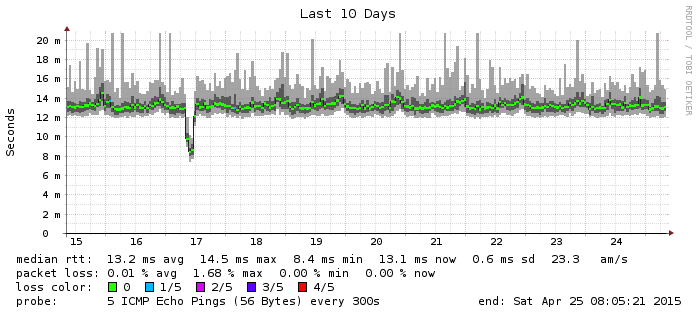 Last 10 Days
RRDTOOL / TOBI OETIKER
Seconds
20 m
18 m
16 m
14 m
12 m
10 m
8 m
6 m
4 m
2 m
0
15 16 17 18 19 20 21 22 23 24
median rtt: 13.2 ms avg 14.5 ms max 8.4 ms min 13.1 ms now 0.6 ms sd 23.3 am/s
packet loss: 0.01 % avg 1.68 % max 0.00 % min 0.00 % now
loss color: 0 1/5 2/5 3/5 4/5
probe: 5 ICMP Echo Pings (56 Bytes) every 300s end: Sat Apr 25 08:05:21 2015